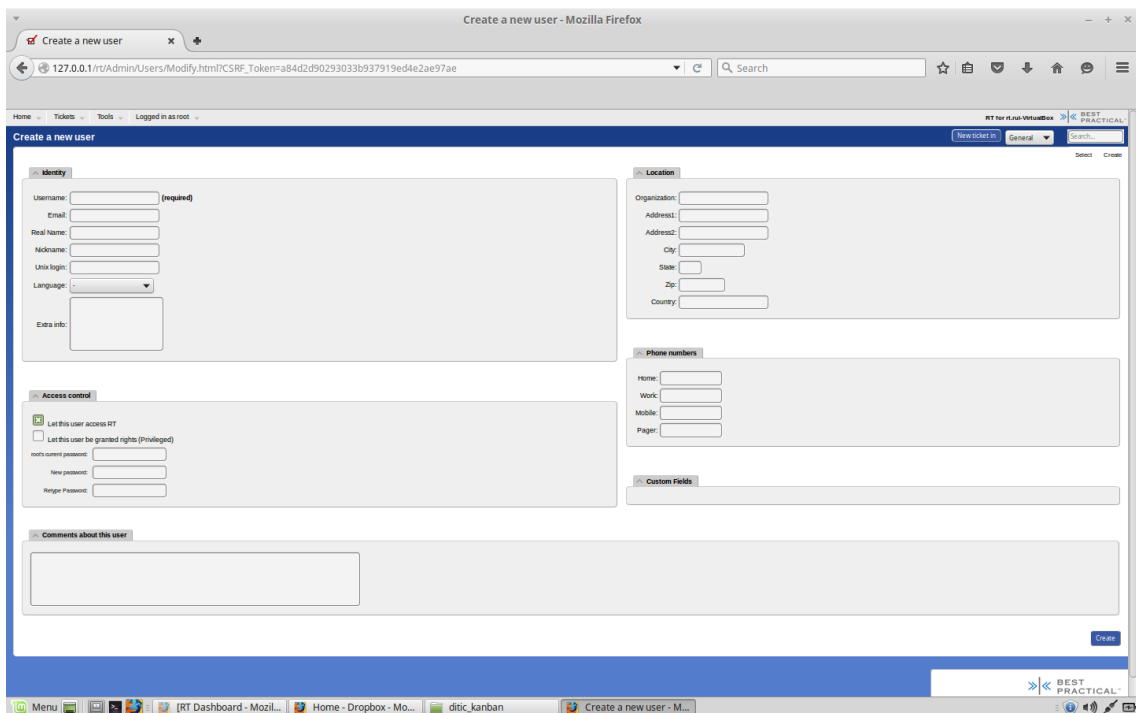 Create a new user - Mozilla Firefox
Create a new user
127.0.0.1/rt/Admin/Users/Modify.html?CSRF_Token=a84d2d90293033b937919ed4e2ae97ae
Search
Home Tickets Tools Logged in as root
RT for rt.rui-VirtualBox
BEST PRACTICAL™
Create a new user
New ticket in
General
Search...
Select Create
Identity
Username: (required)
Email:
Real Name:
Nickname:
Unix login:
Language: -
Extra info:
Access control
Let this user access RT
Let this user be granted rights (Privileged)
root's current password:
New password:
Retype Password:
Location
Organization:
Address1:
Address2:
City:
State:
Zip:
Country:
Phone numbers
Home:
Work:
Mobile:
Pager:
Custom Fields
Comments about this user
Create
BEST PRACTICAL™
Menu
[RT Dashboard - Mozil...
Home - Dropbox - Mo...
ditic_kanban
Create a new user - M...